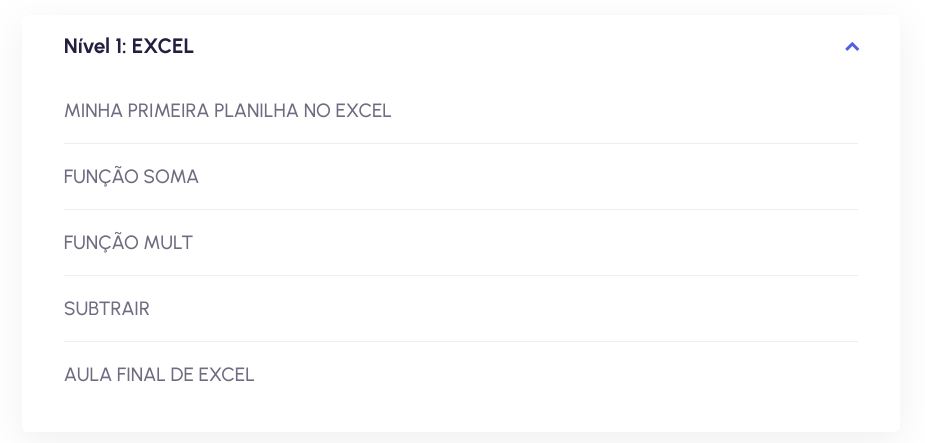 Nível 1: EXCEL
MINHA PRIMEIRA PLANILHA NO EXCEL
FUNÇÃO SOMA
FUNÇÃO MULT
SUBTRAIR
AULA FINAL DE EXCEL